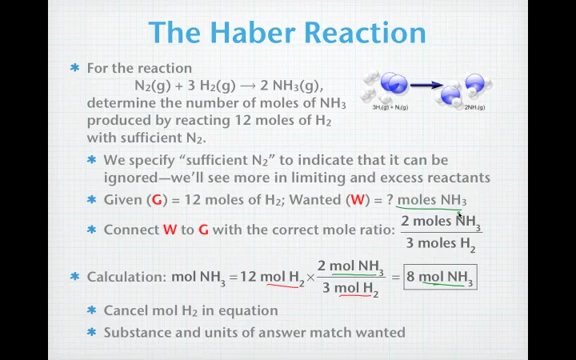 The Haber Reaction
For the reaction
N2(g) + 3 H2(g) → 2 NH3(g),
determine the number of moles of NH3
produced by reacting 12 moles of H2
with sufficient N2.
3H2(g) + N2(g)
2NH3(g)
We specify “sufficient N2” to indicate that it can be
ignored—we’ll see more in limiting and excess reactants
Given (G) = 12 moles of H2; Wanted (W) = ? moles NH3
Connect W to G with the correct mole ratio: 2 moles NH3 / 3 moles H2
Calculation: mol NH3 = 12 mol H2 × 2 mol NH3 / 3 mol H2 = 8 mol NH3
Cancel mol H2 in equation
Substance and units of answer match wanted